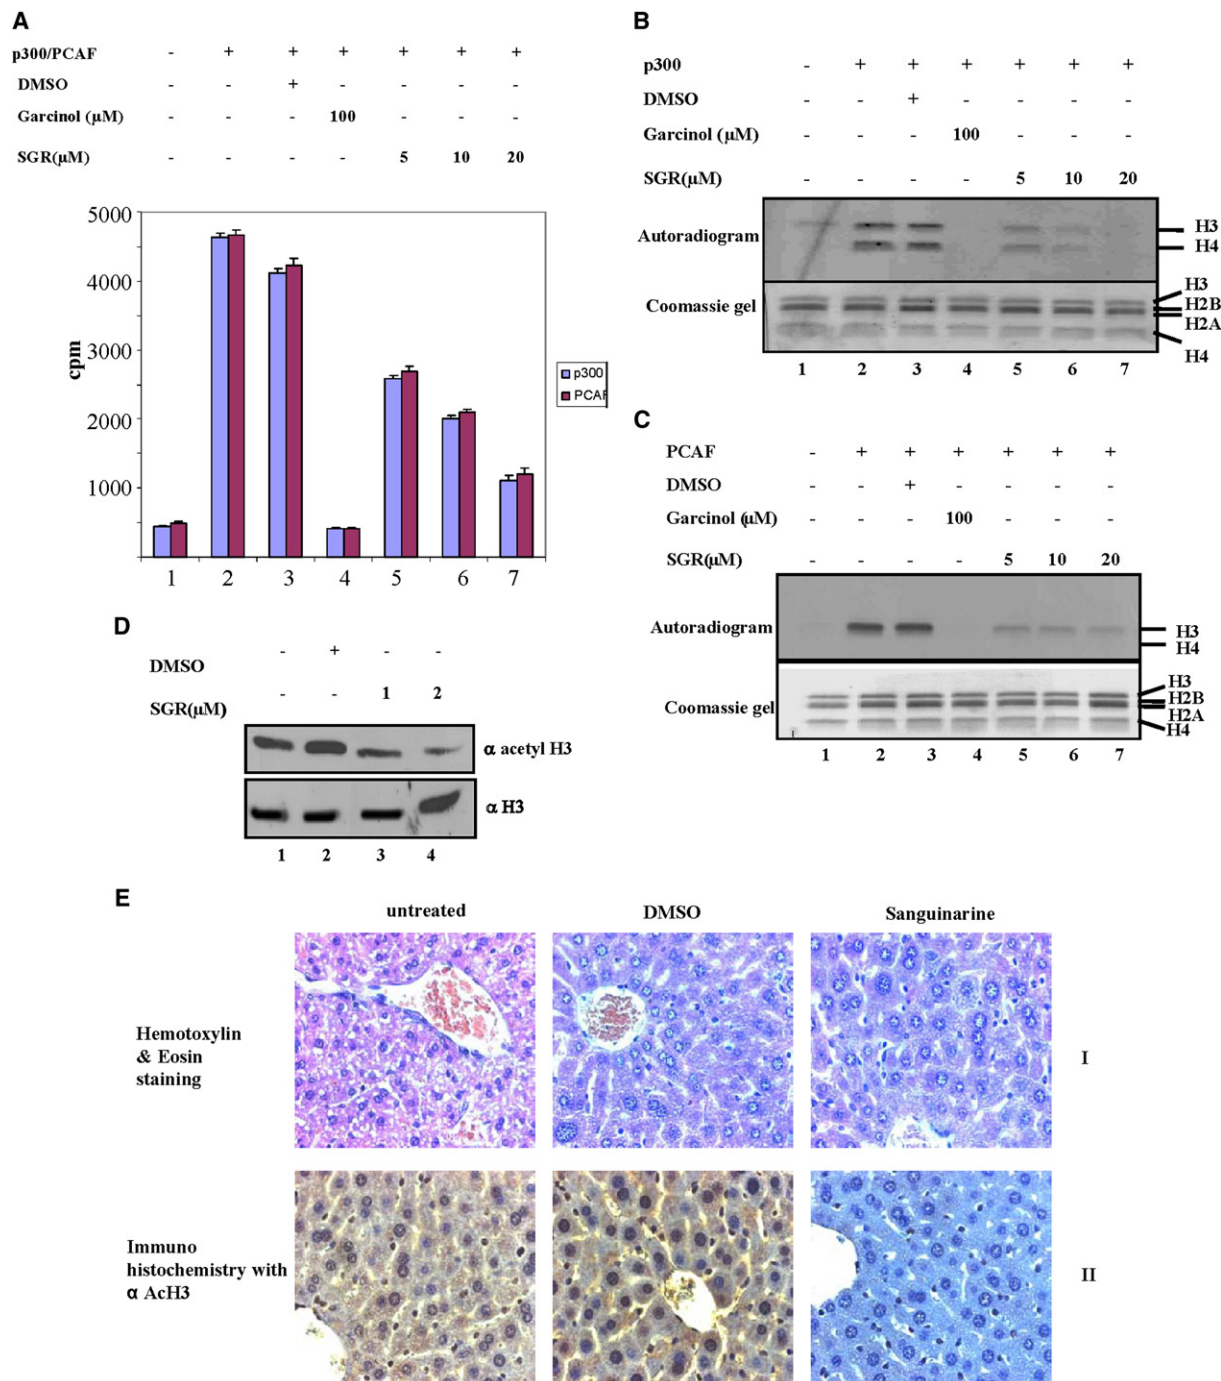 A
p300/PCAF - + + + + + +
DMSO - - + - - - -
Garcinol (µM) - - - 100 - - -
SGR(µM) - - - - 5 10 20
5000
4000
3000
2000
1000
cpm
p300
PCAF
1 2 3 4 5 6 7
B
p300 - + + + + + +
DMSO - - + - - - -
Garcinol (µM) - - - 100 - - -
SGR(µM) - - - - 5 10 20
Autoradiogram
H3
H4
Coomassie gel
H3
H2B
H2A
H4
1 2 3 4 5 6 7
C
PCAF - + + + + + +
DMSO - - + - - - -
Garcinol (µM) - - - 100 - - -
SGR(µM) - - - - 5 10 20
Autoradiogram
H3
H4
Coomassie gel
H3
H2B
H2A
H4
1 2 3 4 5 6 7
D
DMSO - + - -
SGR(µM) - - 1 2
α acetyl H3
α H3
1 2 3 4
E
untreated DMSO Sanguinarine
Hemotoxylin
& Eosin
staining
I
Immuno
histochemistry with
α AcH3
II